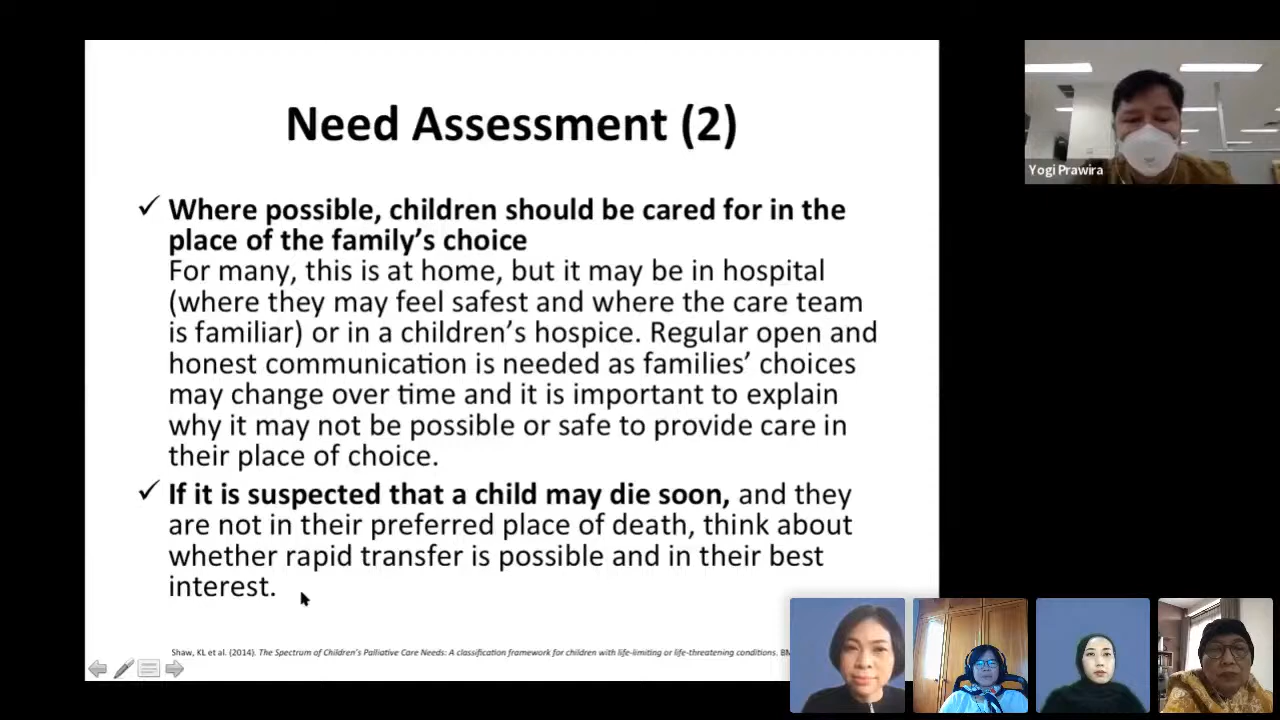 Need Assessment (2)
✓ Where possible, children should be cared for in the
place of the family’s choice
For many, this is at home, but it may be in hospital
(where they may feel safest and where the care team
is familiar) or in a children’s hospice. Regular open and
honest communication is needed as families’ choices
may change over time and it is important to explain
why it may not be possible or safe to provide care in
their place of choice.
✓ If it is suspected that a child may die soon, and they
are not in their preferred place of death, think about
whether rapid transfer is possible and in their best
interest.
Shaw, KL et al. (2014). The Spectrum of Children’s Palliative Care Needs: A classification framework for children with life-limiting or life-threatening conditions.
Yogi Prawira